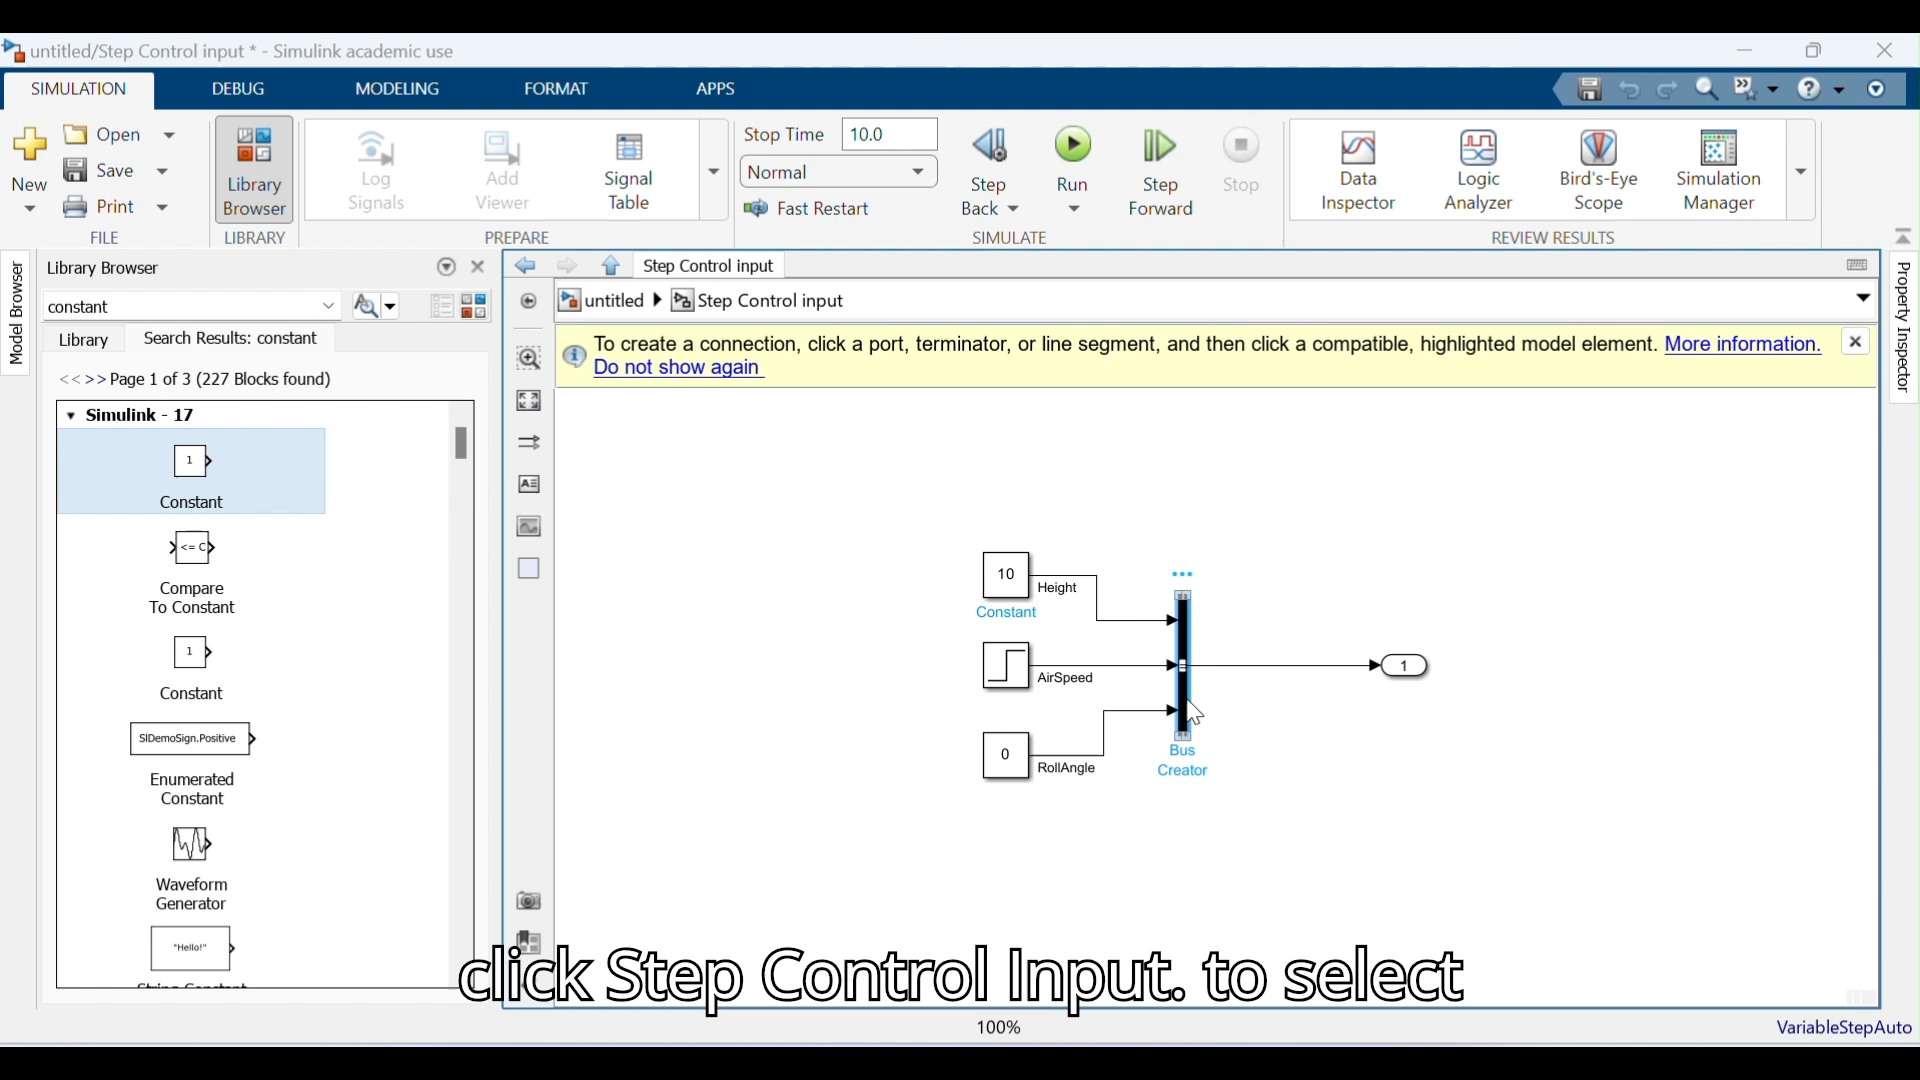 untitled/Step Control input * - Simulink academic use
SIMULATION
DEBUG
MODELING
FORMAT
APPS
New
Open
Save
Print
FILE
Library
Browser
LIBRARY
Log
Signals
Add
Viewer
Signal
Table
PREPARE
Stop Time
10.0
Normal
Fast Restart
Step
Back
Run
Step
Forward
Stop
SIMULATE
Data
Inspector
Logic
Analyzer
Bird's-Eye
Scope
Simulation
Manager
REVIEW RESULTS
Model Browser
Library Browser
constant
Library
Search Results: constant
<< >> Page 1 of 3 (227 Blocks found)
Simulink - 17
1
Constant
<= C
Compare
To Constant
1
Constant
SlDemoSign.Positive
Enumerated
Constant
Waveform
Generator
"Hello!"
String Constant
Step Control input
untitled
Step Control input
To create a connection, click a port, terminator, or line segment, and then click a compatible, highlighted model element. More information.
Do not show again
10
Height
Constant
AirSpeed
0
RollAngle
Bus
Creator
1
Property Inspector
click Step Control Input. to select
100%
VariableStepAuto